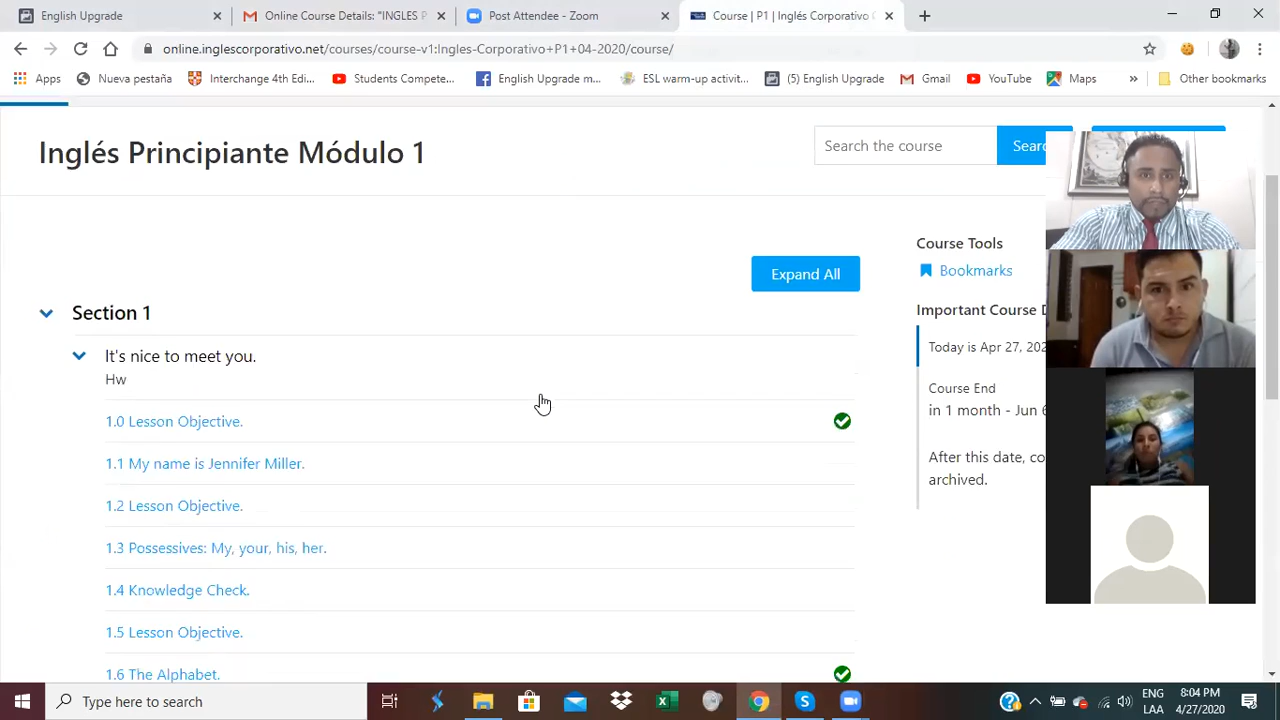 English Upgrade
Online Course Details: "INGLES P
Post Attendee - Zoom
Course | P1 | Inglés Corporativo
online.inglescorporativo.net/courses/course-v1:Ingles-Corporativo+P1+04-2020/course/
Apps
Nueva pestaña
Interchange 4th Edi...
Students Compete...
English Upgrade m...
ESL warm-up activit...
(5) English Upgrade
Gmail
YouTube
Maps
»
Other bookmarks
Inglés Principiante Módulo 1
Search the course
Searc
Expand All
Course Tools
Bookmarks
Important Course D
Today is Apr 27, 202
Course End
in 1 month - Jun 6
After this date, co
archived.
Section 1
It's nice to meet you.
Hw
1.0 Lesson Objective.
1.1 My name is Jennifer Miller.
1.2 Lesson Objective.
1.3 Possessives: My, your, his, her.
1.4 Knowledge Check.
1.5 Lesson Objective.
1.6 The Alphabet.
Type here to search
ENG
LAA
8:04 PM
4/27/2020